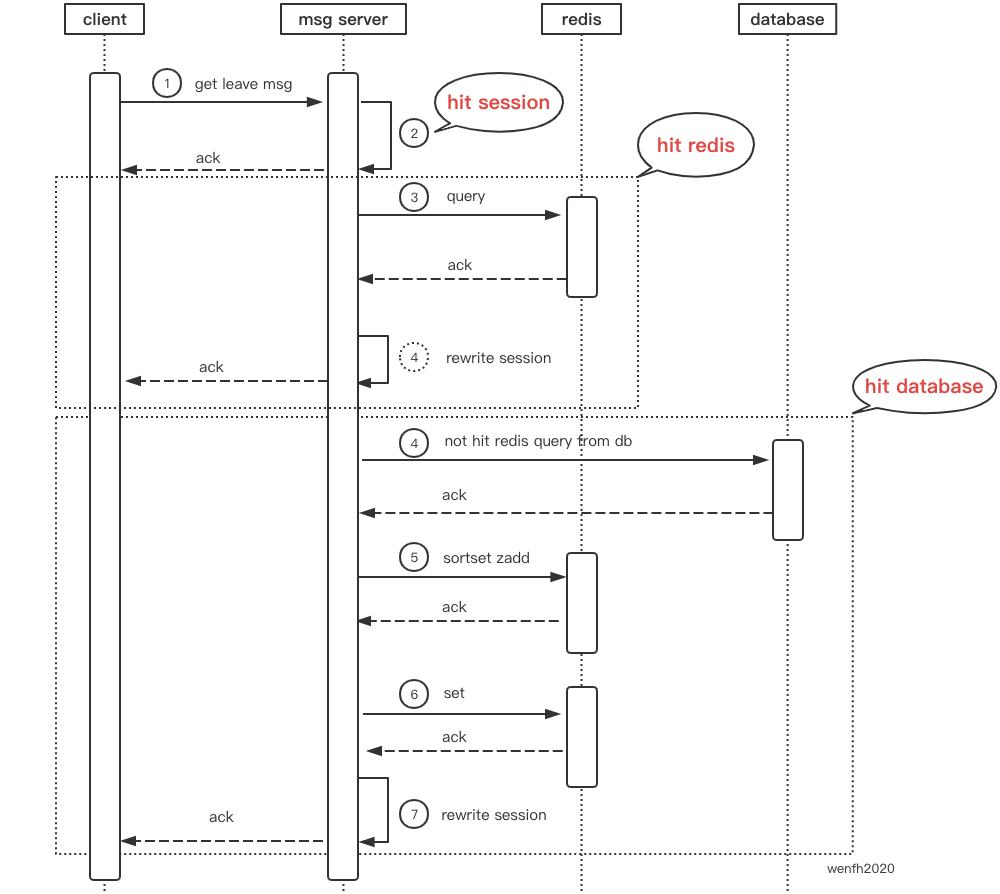 client
msg server
redis
database
1
get leave msg
hit session
2
ack
hit redis
3
query
ack
4
rewrite session
ack
hit database
4
not hit redis query from db
ack
5
sortset zadd
ack
6
set
ack
7
rewrite session
ack
wenfh2020